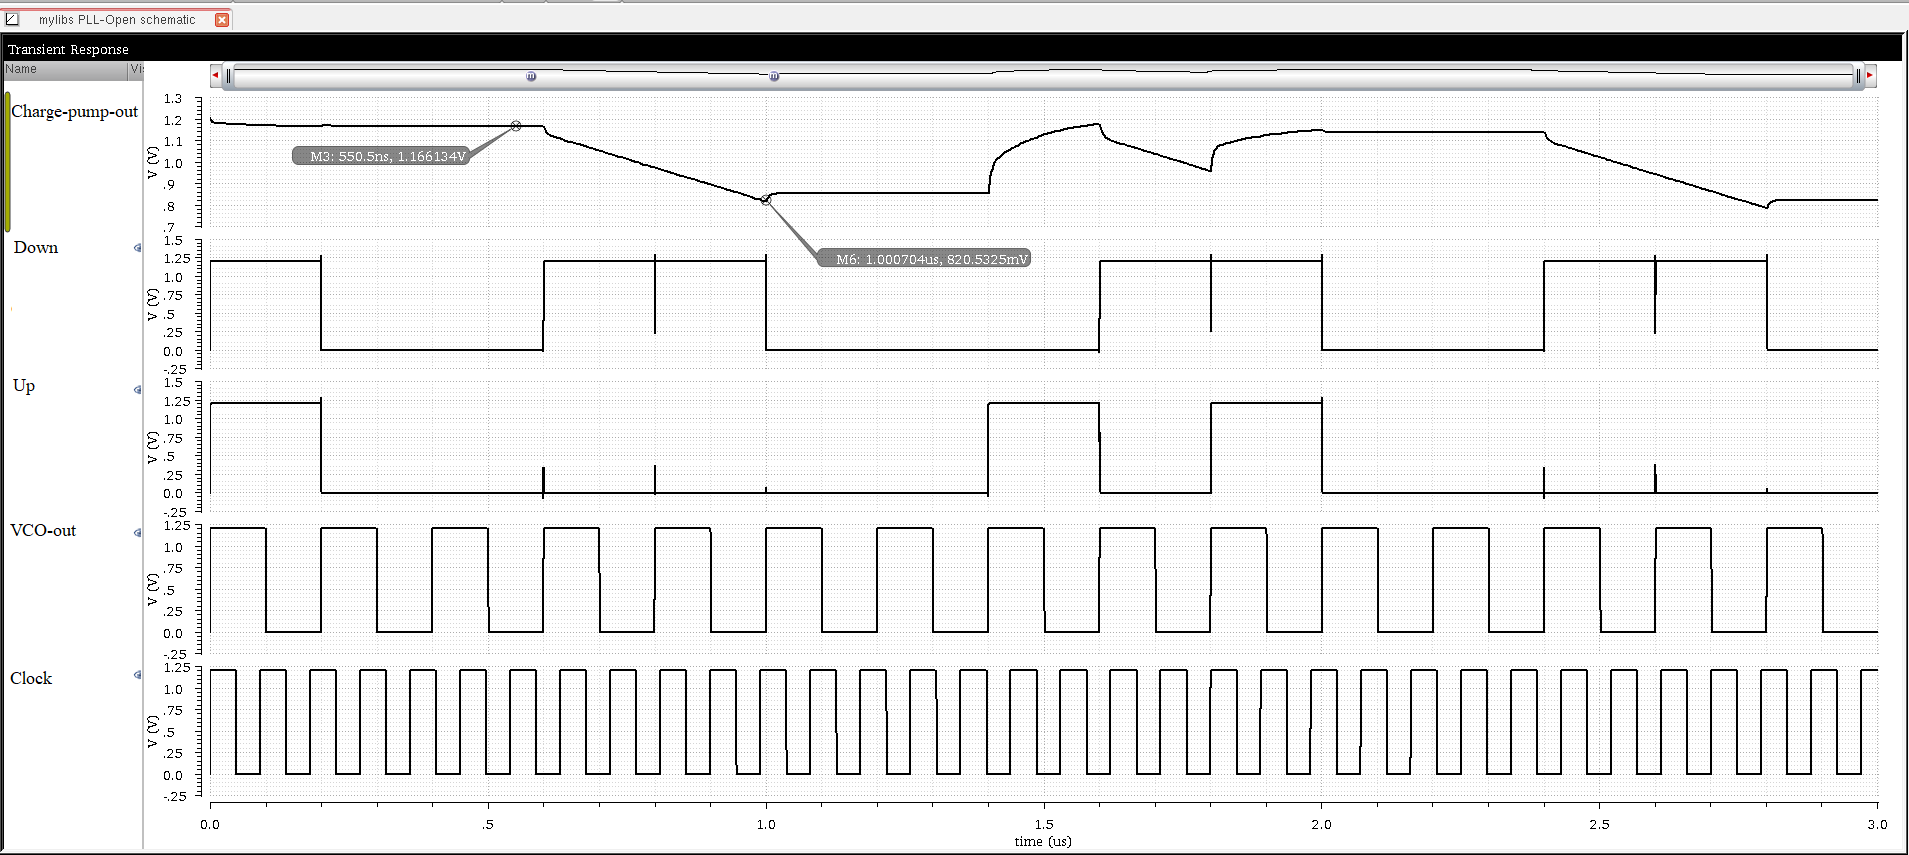 mylibs PLL-Open schematic
Transient Response
Name Vi
Charge-pump-out
1.3
1.2
1.1
1.0
.9
.8
.7
V (V)
M3: 550.5ns, 1.166134V
M6: 1.000704us, 820.5325mV
Down
1.5
1.25
1.0
.75
.5
.25
0.0
-.25
V (V)
Up
1.5
1.25
1.0
.75
.5
.25
0.0
-.25
V (V)
VCO-out
1.25
1.0
.75
.5
.25
0.0
-.25
V (V)
Clock
1.25
1.0
.75
.5
.25
0.0
-.25
V (V)
0.0 .5 1.0 1.5 2.0 2.5 3.0
time (us)